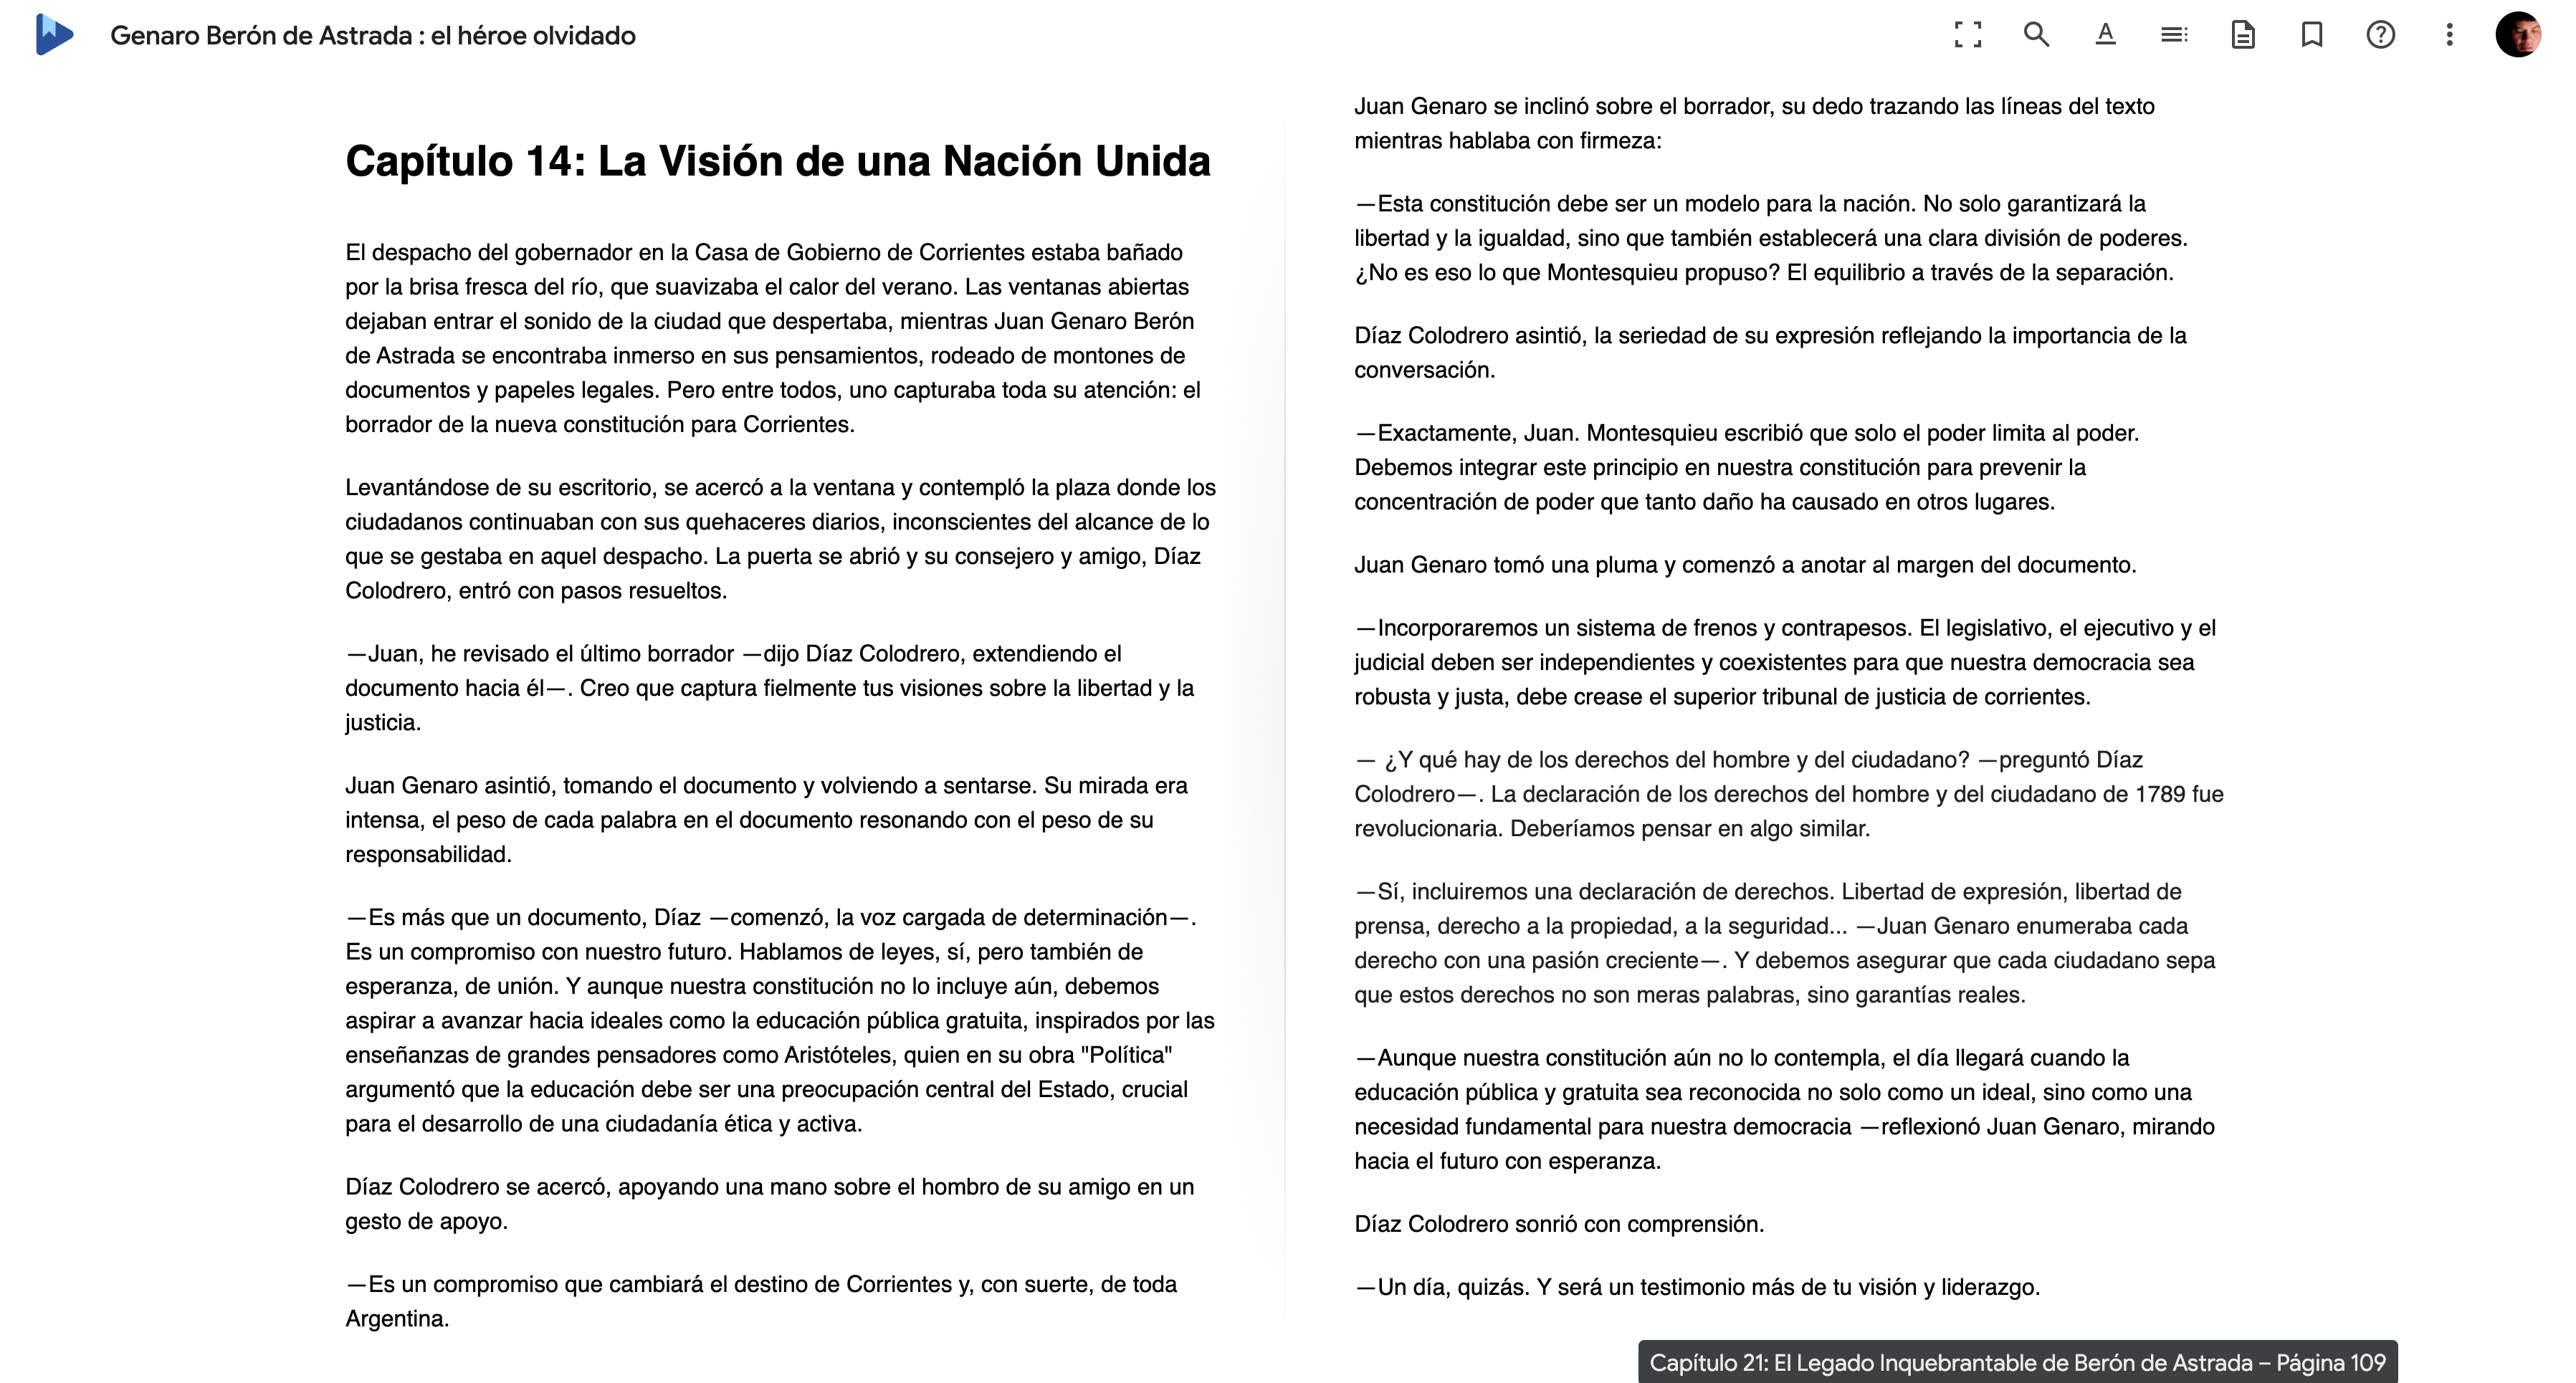 Genaro Berón de Astrada : el héroe olvidado
Capítulo 14: La Visión de una Nación Unida
El despacho del gobernador en la Casa de Gobierno de Corrientes estaba bañado
por la brisa fresca del río, que suavizaba el calor del verano. Las ventanas abiertas
dejaban entrar el sonido de la ciudad que despertaba, mientras Juan Genaro Berón
de Astrada se encontraba inmerso en sus pensamientos, rodeado de montones de
documentos y papeles legales. Pero entre todos, uno capturaba toda su atención: el
borrador de la nueva constitución para Corrientes.
Levantándose de su escritorio, se acercó a la ventana y contempló la plaza donde los
ciudadanos continuaban con sus quehaceres diarios, inconscientes del alcance de lo
que se gestaba en aquel despacho. La puerta se abrió y su consejero y amigo, Díaz
Colodrero, entró con pasos resueltos.
—Juan, he revisado el último borrador —dijo Díaz Colodrero, extendiendo el
documento hacia él—. Creo que captura fielmente tus visiones sobre la libertad y la
justicia.
Juan Genaro asintió, tomando el documento y volviendo a sentarse. Su mirada era
intensa, el peso de cada palabra en el documento resonando con el peso de su
responsabilidad.
—Es más que un documento, Díaz —comenzó, la voz cargada de determinación—.
Es un compromiso con nuestro futuro. Hablamos de leyes, sí, pero también de
esperanza, de unión. Y aunque nuestra constitución no lo incluye aún, debemos
aspirar a avanzar hacia ideales como la educación pública gratuita, inspirados por las
enseñanzas de grandes pensadores como Aristóteles, quien en su obra "Política"
argumentó que la educación debe ser una preocupación central del Estado, crucial
para el desarrollo de una ciudadanía ética y activa.
Díaz Colodrero se acercó, apoyando una mano sobre el hombro de su amigo en un
gesto de apoyo.
—Es un compromiso que cambiará el destino de Corrientes y, con suerte, de toda
Argentina.
Juan Genaro se inclinó sobre el borrador, su dedo trazando las líneas del texto
mientras hablaba con firmeza:
—Esta constitución debe ser un modelo para la nación. No solo garantizará la
libertad y la igualdad, sino que también establecerá una clara división de poderes.
¿No es eso lo que Montesquieu propuso? El equilibrio a través de la separación.
Díaz Colodrero asintió, la seriedad de su expresión reflejando la importancia de la
conversación.
—Exactamente, Juan. Montesquieu escribió que solo el poder limita al poder.
Debemos integrar este principio en nuestra constitución para prevenir la
concentración de poder que tanto daño ha causado en otros lugares.
Juan Genaro tomó una pluma y comenzó a anotar al margen del documento.
—Incorporaremos un sistema de frenos y contrapesos. El legislativo, el ejecutivo y el
judicial deben ser independientes y coexistentes para que nuestra democracia sea
robusta y justa, debe crease el superior tribunal de justicia de corrientes.
— ¿Y qué hay de los derechos del hombre y del ciudadano? —preguntó Díaz
Colodrero—. La declaración de los derechos del hombre y del ciudadano de 1789 fue
revolucionaria. Deberíamos pensar en algo similar.
—Sí, incluiremos una declaración de derechos. Libertad de expresión, libertad de
prensa, derecho a la propiedad, a la seguridad... —Juan Genaro enumeraba cada
derecho con una pasión creciente—. Y debemos asegurar que cada ciudadano sepa
que estos derechos no son meras palabras, sino garantías reales.
—Aunque nuestra constitución aún no lo contempla, el día llegará cuando la
educación pública y gratuita sea reconocida no solo como un ideal, sino como una
necesidad fundamental para nuestra democracia —reflexionó Juan Genaro, mirando
hacia el futuro con esperanza.
Díaz Colodrero sonrió con comprensión.
—Un día, quizás. Y será un testimonio más de tu visión y liderazgo.
Capítulo 21: El Legado Inquebrantable de Berón de Astrada – Página 109